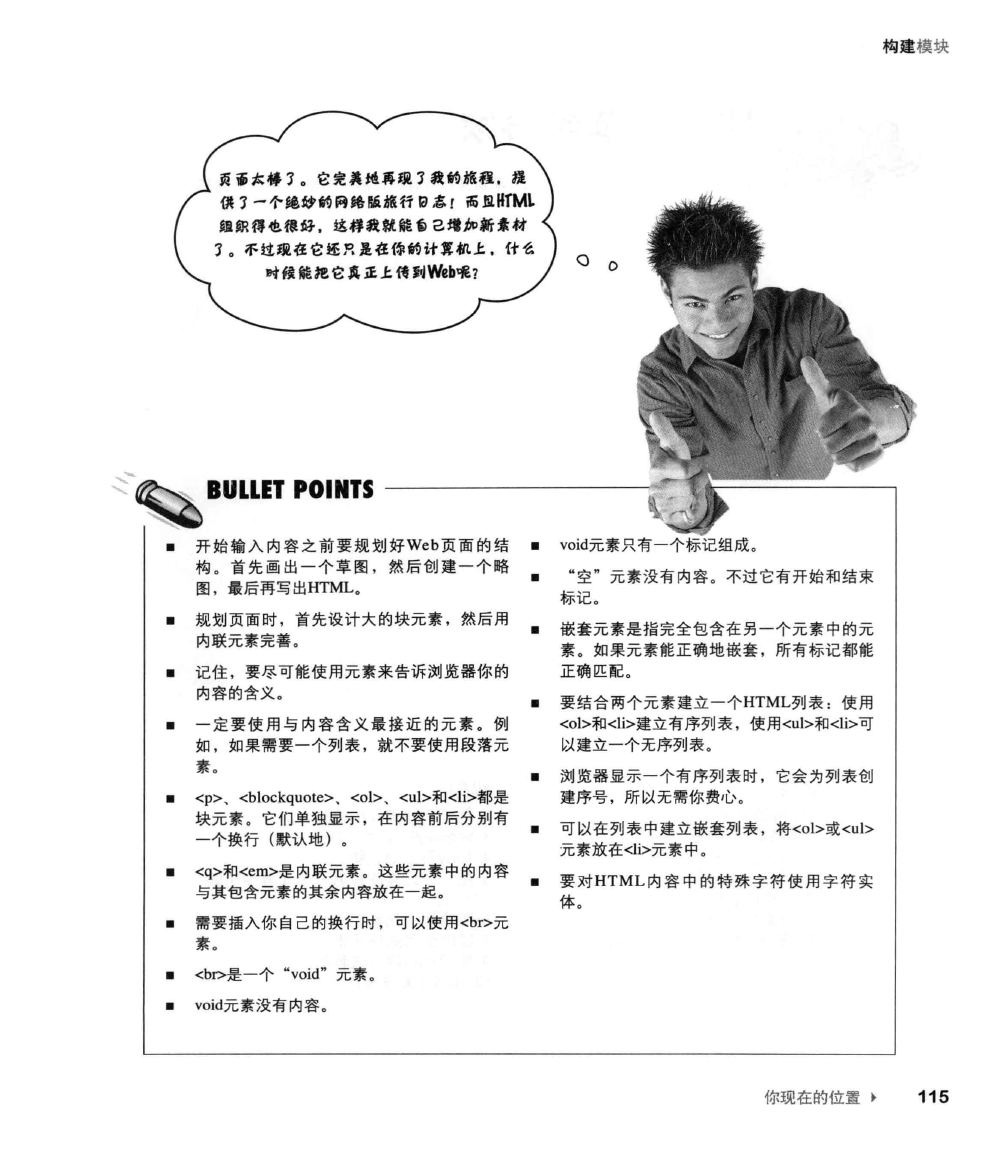 构建模块
页面太棒了。它完美地再现了我的旅程，提
供了一个绝妙的网络版旅行日志！而且HTML
组织得也很好，这样我就能自己增加新素材
了。不过现在它还只是在你的计算机上，什么
时候能把它真正上传到Web呢？
BULLET POINTS
■ 开始输入内容之前要规划好Web页面的结
构。首先画出一个草图，然后创建一个略
图，最后再写出HTML。
■ 规划页面时，首先设计大的块元素，然后用
内联元素完善。
■ 记住，要尽可能使用元素来告诉浏览器你的
内容的含义。
■ 一定要使用与内容含义最接近的元素。例
如，如果需要一个列表，就不要使用段落元
素。
■ <p>、<blockquote>、<ol>、<ul>和<li>都是
块元素。它们单独显示，在内容前后分别有
一个换行（默认地）。
■ <q>和<em>是内联元素。这些元素中的内容
与其包含元素的其余内容放在一起。
■ 需要插入你自己的换行时，可以使用<br>元
素。
■ <br>是一个“void”元素。
■ void元素没有内容。
■ void元素只有一个标记组成。
■ “空”元素没有内容。不过它有开始和结束
标记。
■ 嵌套元素是指完全包含在另一个元素中的元
素。如果元素能正确地嵌套，所有标记都能
正确匹配。
■ 要结合两个元素建立一个HTML列表：使用
<ol>和<li>建立有序列表，使用<ul>和<li>可
以建立一个无序列表。
■ 浏览器显示一个有序列表时，它会为列表创
建序号，所以无需你费心。
■ 可以在列表中建立嵌套列表，将<ol>或<ul>
元素放在<li>元素中。
■ 要对HTML内容中的特殊字符使用字符实
体。
你现在的位置 ▸ 115